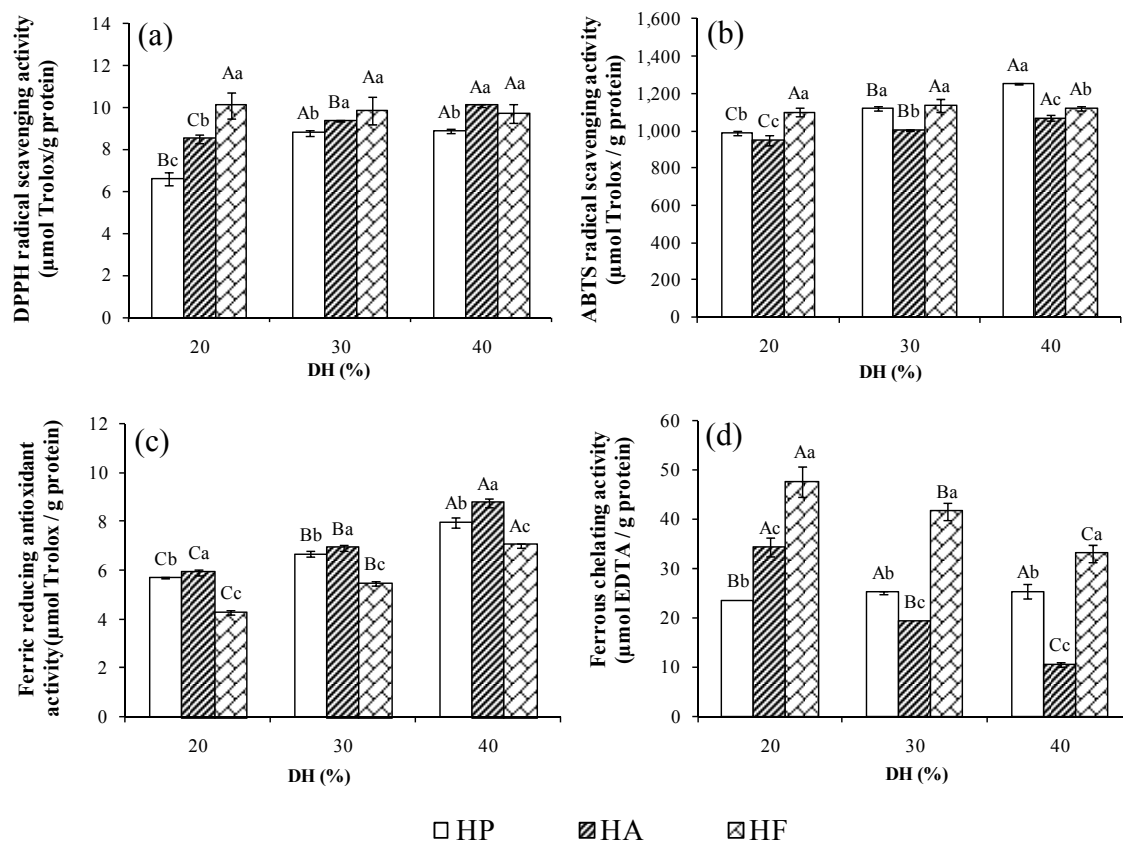 (a)
DPPH radical scavenging activity
(µmol Trolox/g protein)
14
12
10
8
6
4
2
0
Bc
Cb
Aa
Ab
Ba
Aa
Ab
Aa
Aa
20
30
40
DH (%)
(b)
ABTS radical scavenging activity
(µmol Trolox / g protein)
1,600
1,400
1,200
1,000
800
600
400
200
0
Cb
Cc
Aa
Ba
Bb
Aa
Aa
Ac
Ab
20
30
40
DH (%)
(c)
Ferric reducing antioxidant
activity(µmol Trolox / g protein)
12
10
8
6
4
2
0
Cb
Ca
Cc
Bb
Ba
Bc
Ab
Aa
Ac
20
30
40
DH (%)
(d)
Ferrous chelating activity
(µmol EDTA / g protein)
60
50
40
30
20
10
0
Bb
Ac
Aa
Ab
Bc
Ba
Ab
Cc
Ca
20
30
40
DH (%)
HP HA HF